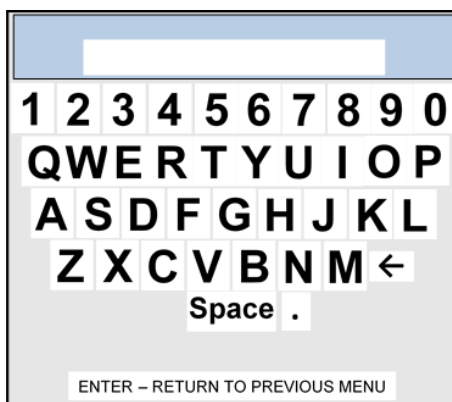 1 2 3 4 5 6 7 8 9 0
Q W E R T Y U I O P
A S D F G H J K L
Z X C V B N M ←
Space .
ENTER – RETURN TO PREVIOUS MENU